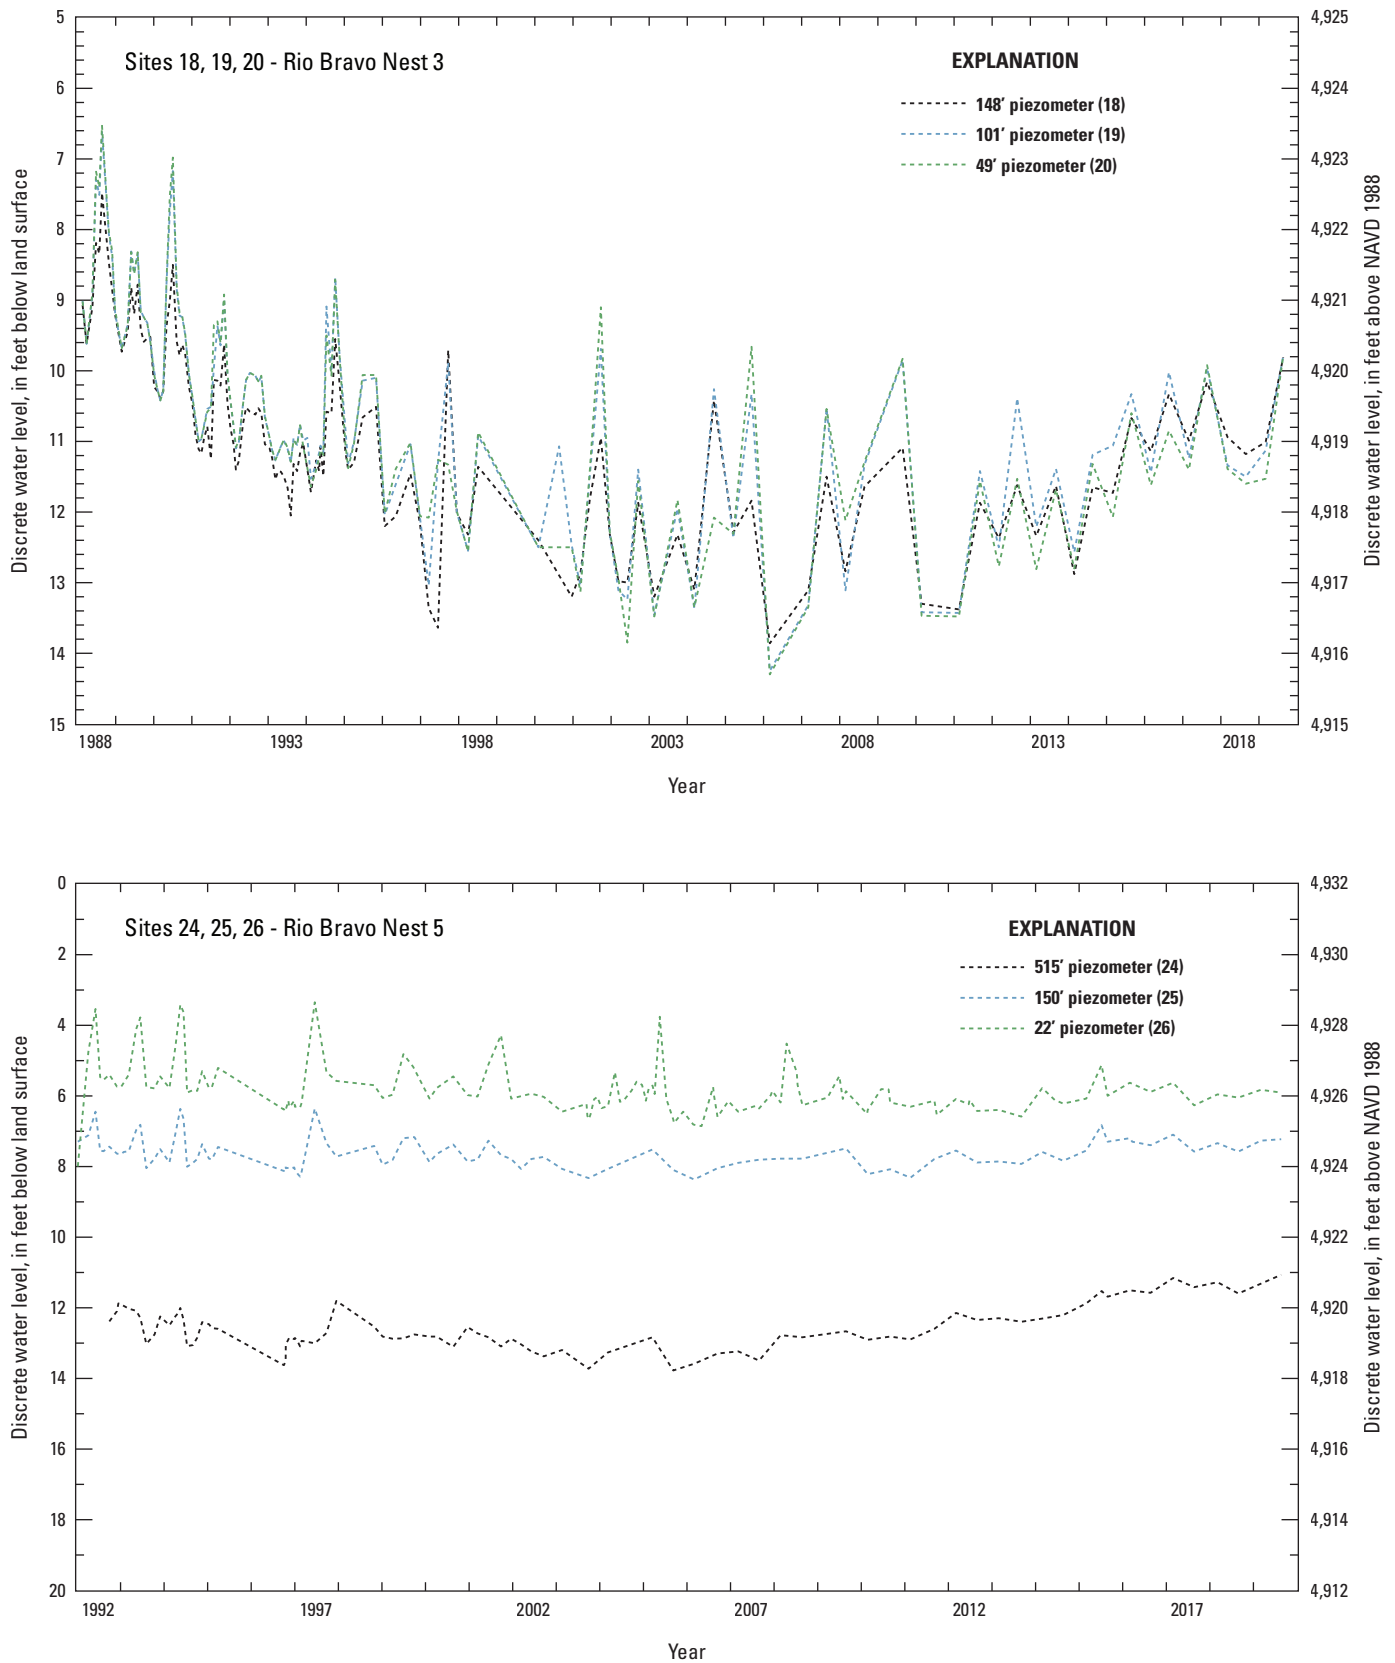 Sites 18, 19, 20 - Rio Bravo Nest 3
EXPLANATION
148’ piezometer (18)
101’ piezometer (19)
49’ piezometer (20)
Discrete water level, in feet below land surface
5
6
7
8
9
10
11
12
13
14
15
Discrete water level, in feet above NAVD 1988
4,925
4,924
4,923
4,922
4,921
4,920
4,919
4,918
4,917
4,916
4,915
1988 1993 1998 2003 2008 2013 2018
Year
Sites 24, 25, 26 - Rio Bravo Nest 5
EXPLANATION
515’ piezometer (24)
150’ piezometer (25)
22’ piezometer (26)
Discrete water level, in feet below land surface
0
2
4
6
8
10
12
14
16
18
20
Discrete water level, in feet above NAVD 1988
4,932
4,930
4,928
4,926
4,924
4,922
4,920
4,918
4,916
4,914
4,912
1992 1997 2002 2007 2012 2017
Year